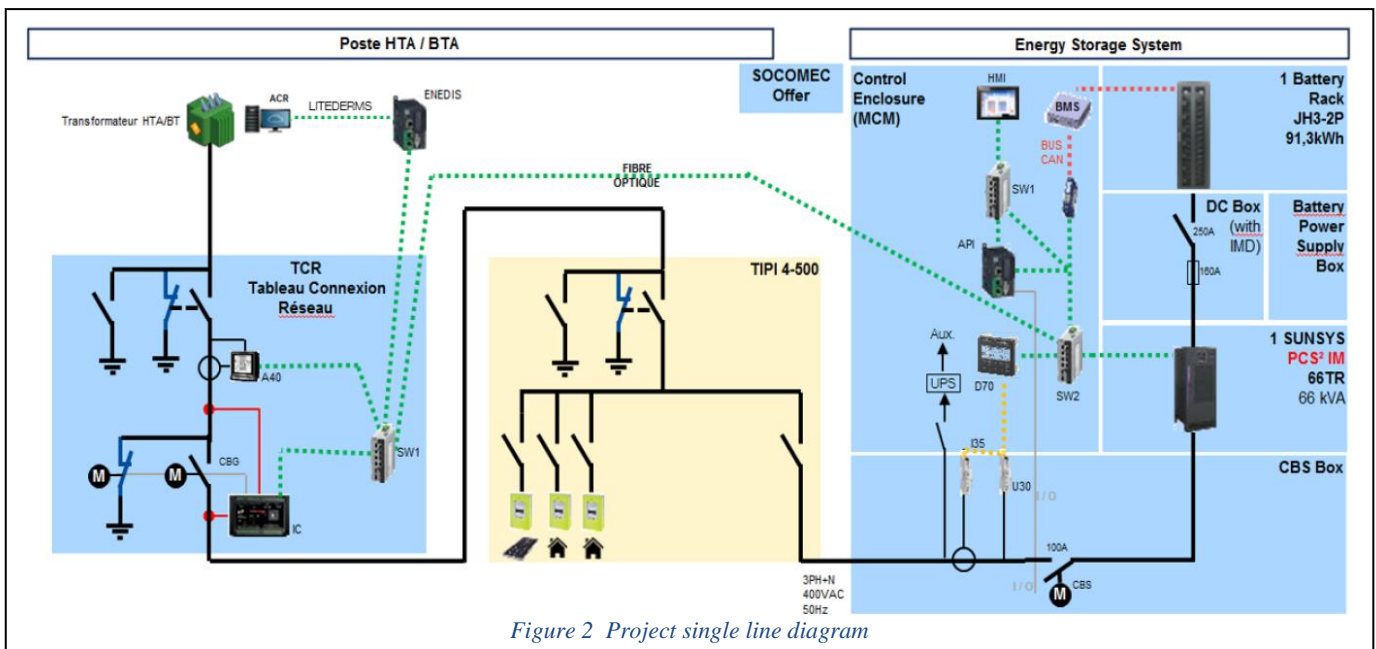 Poste HTA / BTA
Energy Storage System
SOCOMEC
Offer
Transformateur HTA/BT
ACR
LITEDERMS
ENEDIS
FIBRE
OPTIQUE
TCR
Tableau Connexion
Réseau
A40
CBG
M
M
IC
SW1
TIPI 4-500
3PH+N
400VAC
50Hz
Control
Enclosure
(MCM)
HMI
BMS
BUS
CAN
SW1
API
Aux.
UPS
D70
SW2
I35
U30
I / O
I / O
1 Battery
Rack
JH3-2P
91,3kWh
DC Box
(with
IMD)
250A
160A
Battery
Power
Supply
Box
1 SUNSYS
PCS² IM
66TR
66 kVA
CBS Box
100A
M
CBS
Figure 2 Project single line diagram